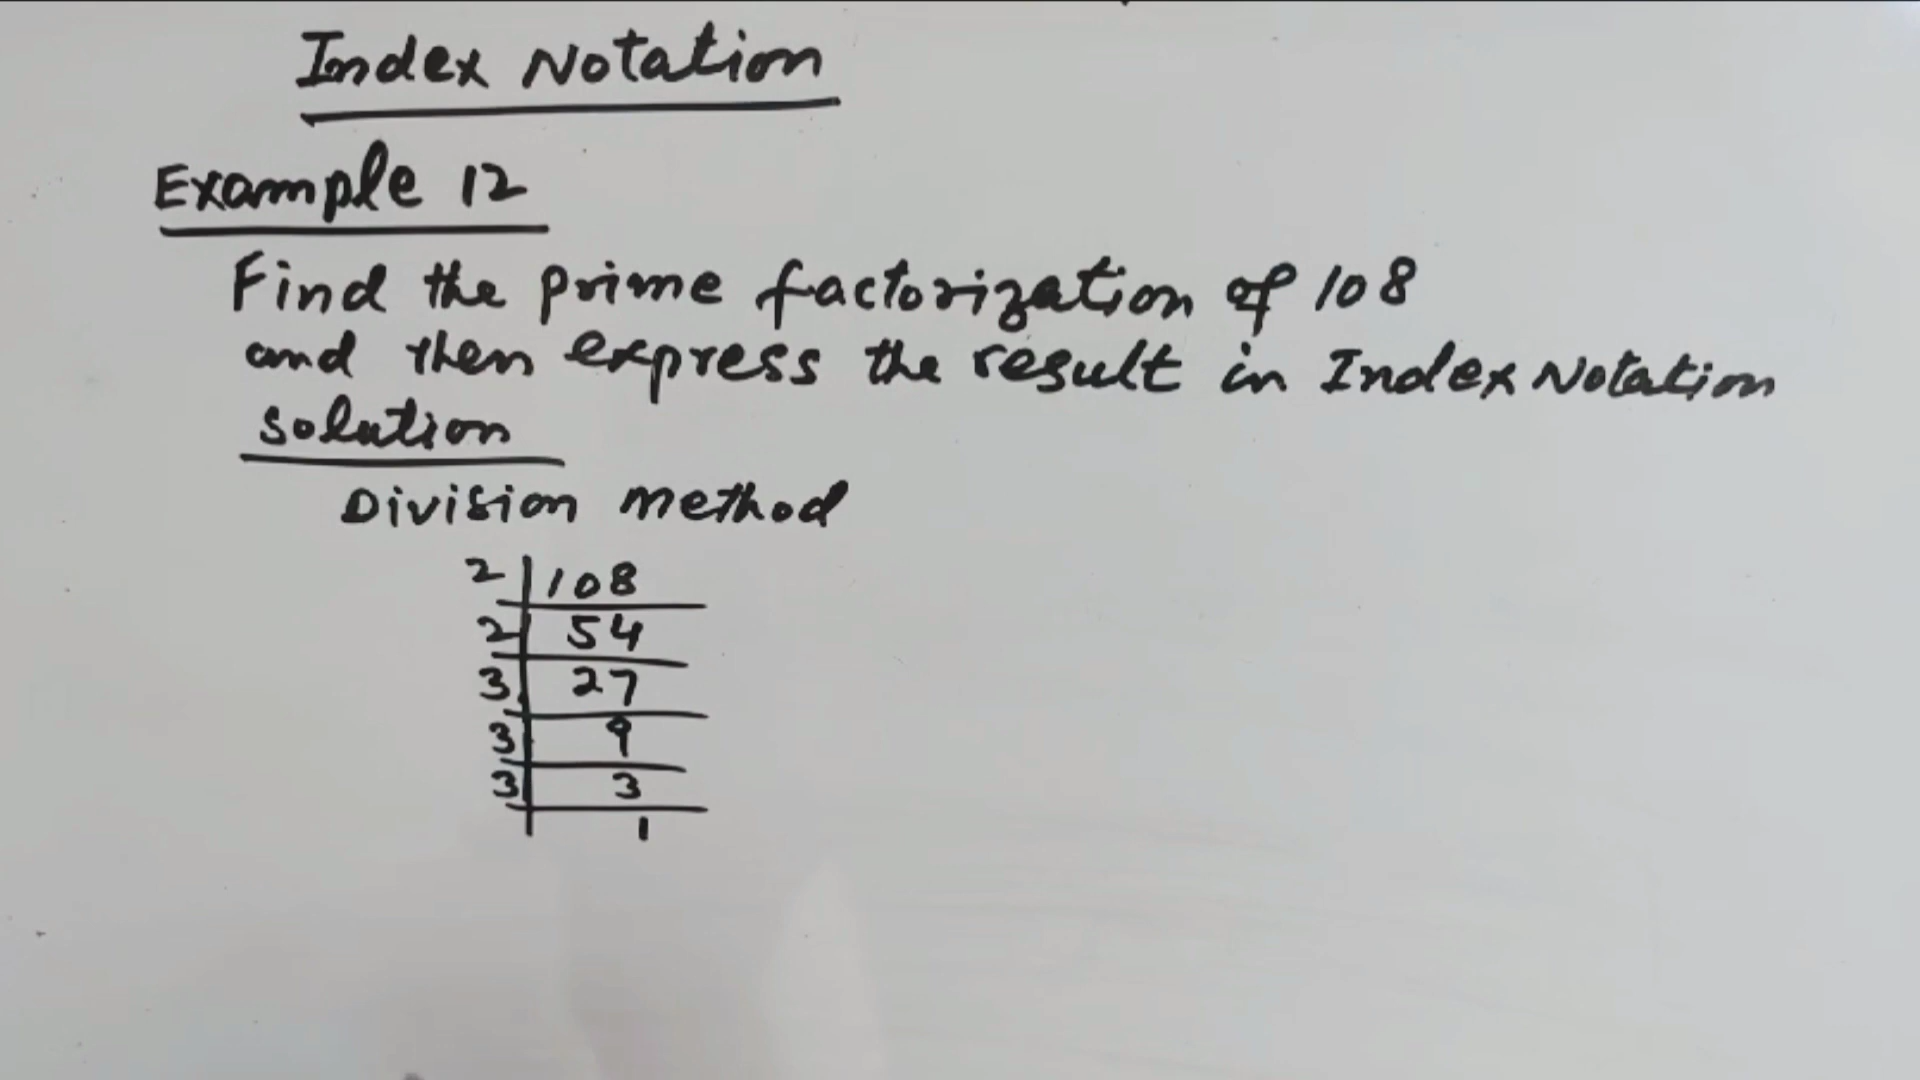 Index Notation
Example 12
Find the prime factorization of 108
and then express the result in Index Notation
solution
Division method
2 | 108
2 | 54
3 | 27
3 | 9
3 | 3
| 1